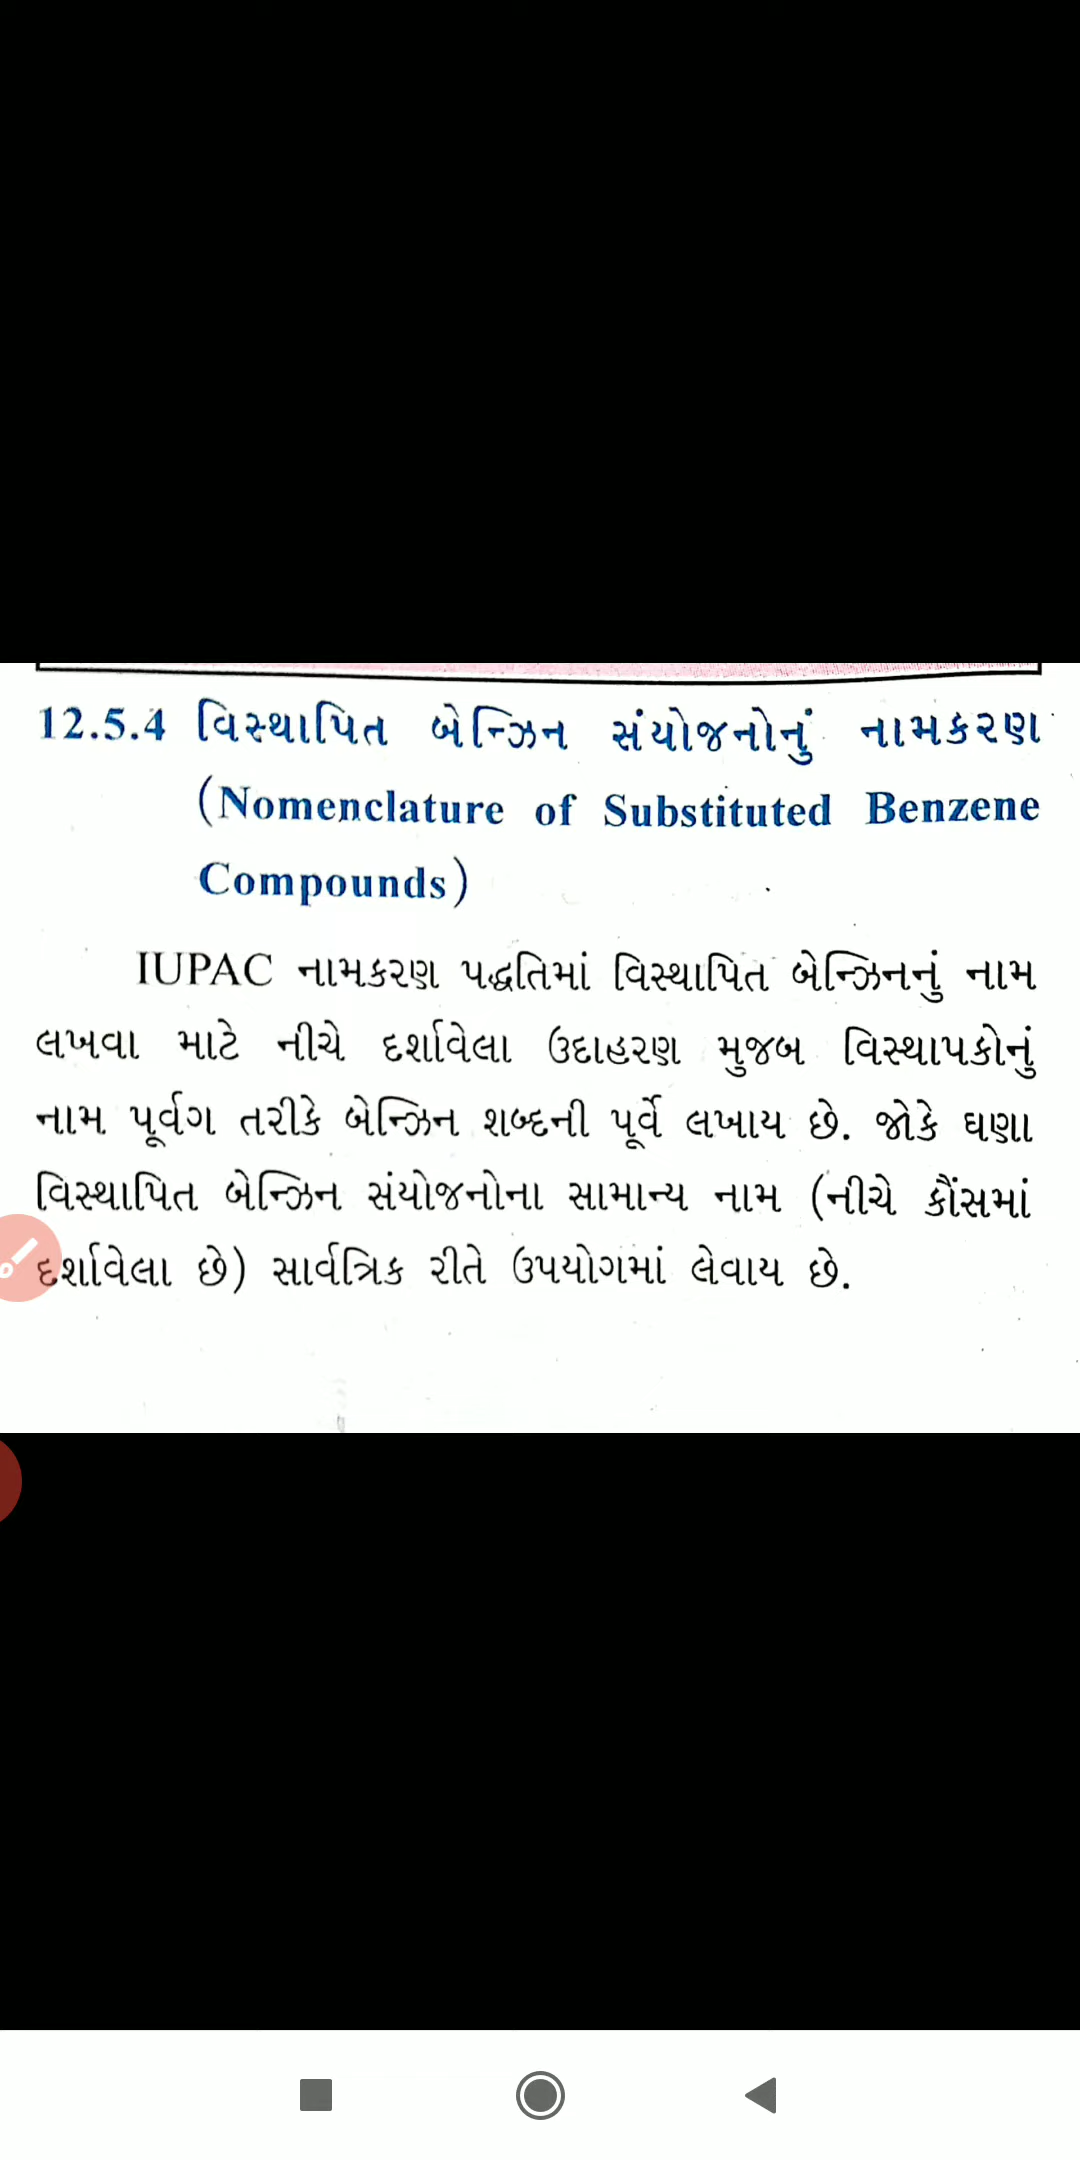 12.5.4 વિસ્થાપિત બેન્ઝિન સંયોજનોનું નામકરણ
(Nomenclature of Substituted Benzene
Compounds)
IUPAC નામકરણ પદ્ધતિમાં વિસ્થાપિત બેન્ઝિનનું નામ
લખવા માટે નીચે દર્શાવેલા ઉદાહરણ મુજબ વિસ્થાપકોનું
નામ પૂર્વગ તરીકે બેન્ઝિન શબ્દની પૂર્વે લખાય છે. જોકે ઘણા
વિસ્થાપિત બેન્ઝિન સંયોજનોના સામાન્ય નામ (નીચે કૌંસમાં
દર્શાવેલા છે) સાર્વત્રિક રીતે ઉપયોગમાં લેવાય છે.